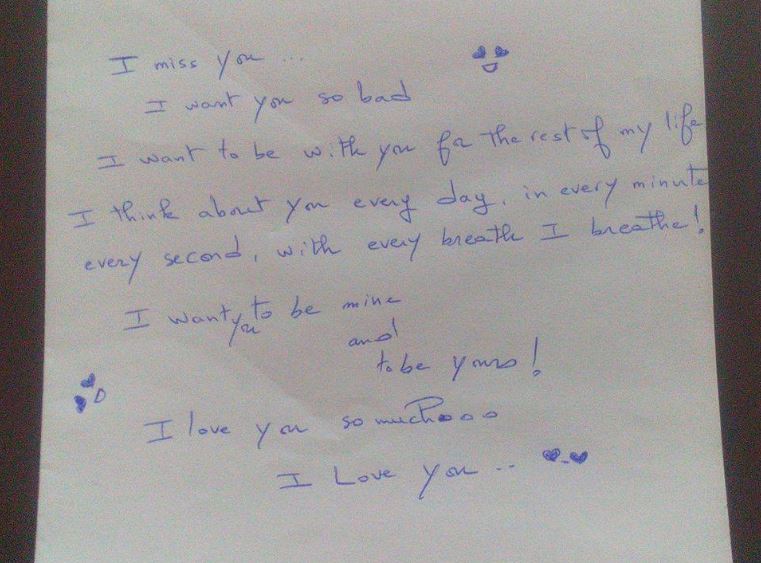 I miss you ...
I want you so bad
I want to be with you for the rest of my life
I think about you every day, in every minute
every second, with every breath I breathe!
I want you to be mine
and
to be yours!
I love you so muchooo
I Love you ..